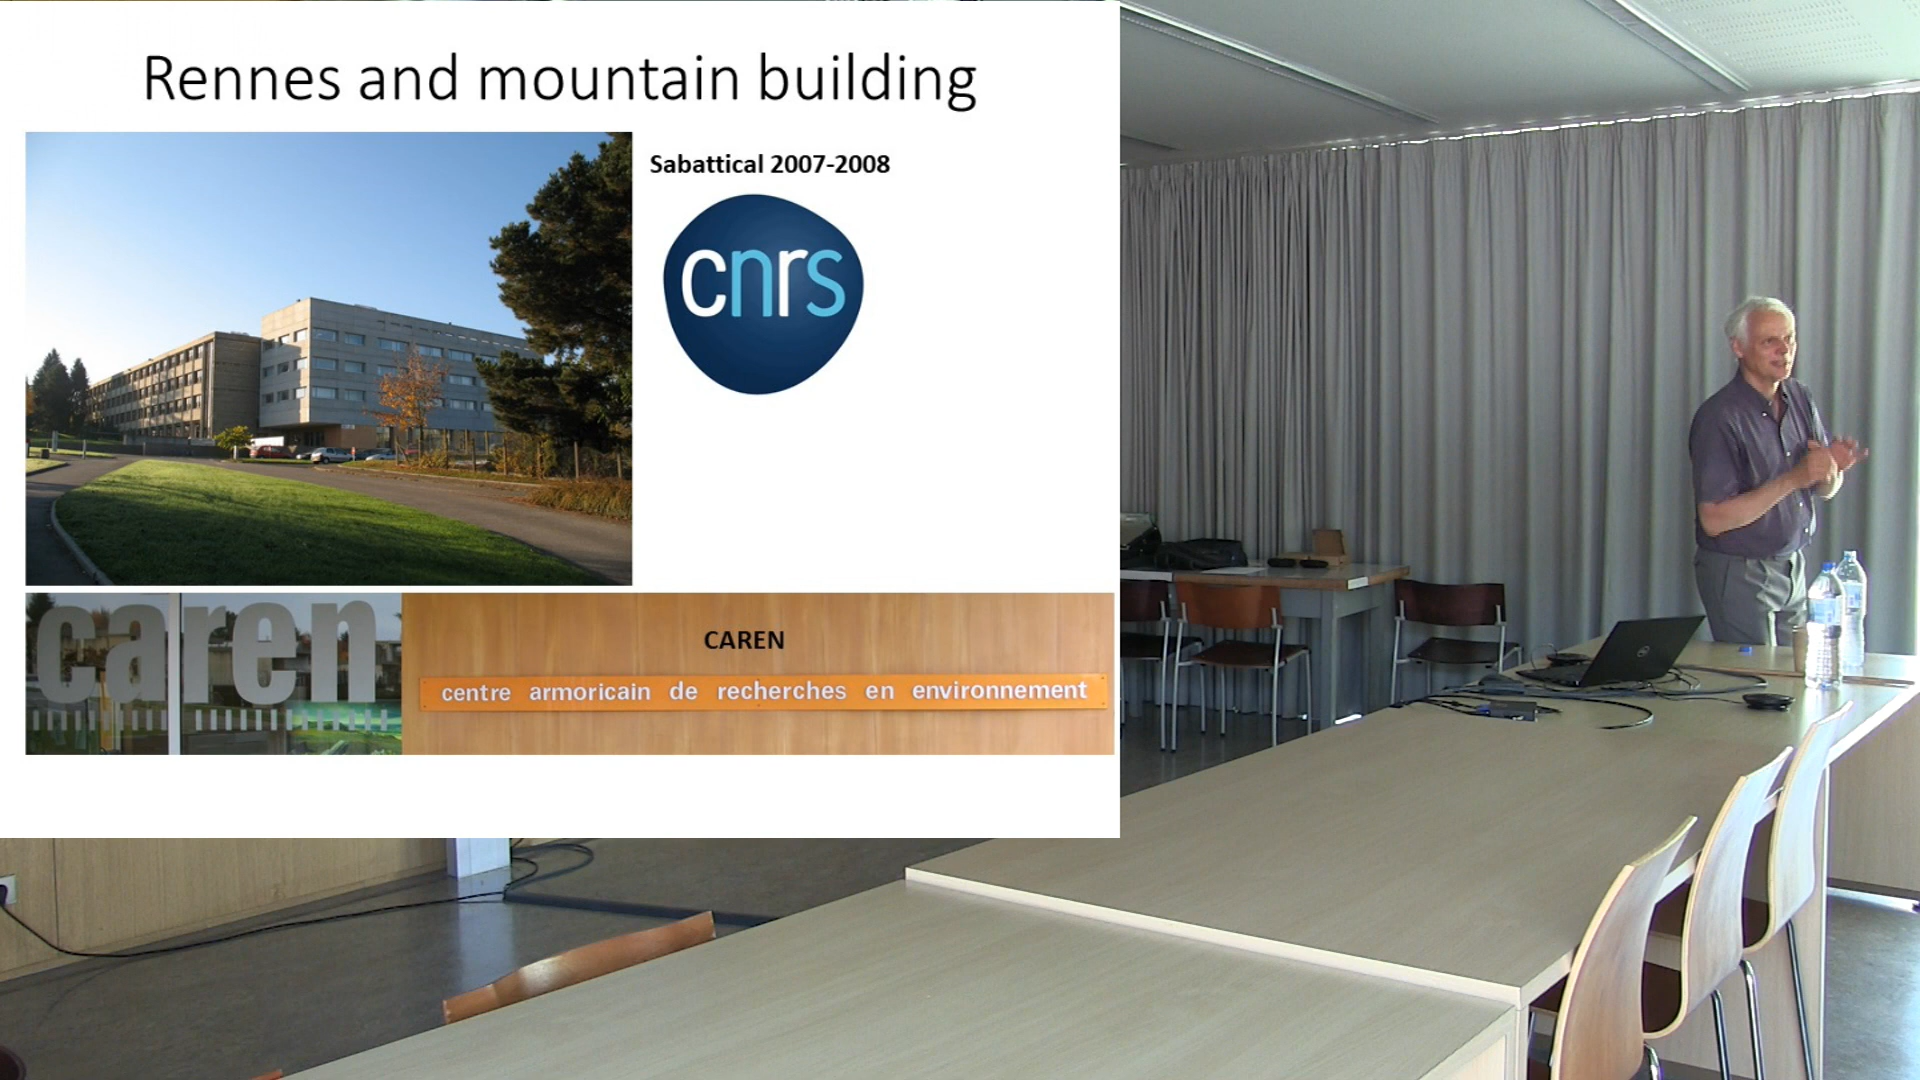 Rennes and mountain building
Sabattical 2007-2008
cnrs
caren
CAREN
centre armoricain de recherches en environnement